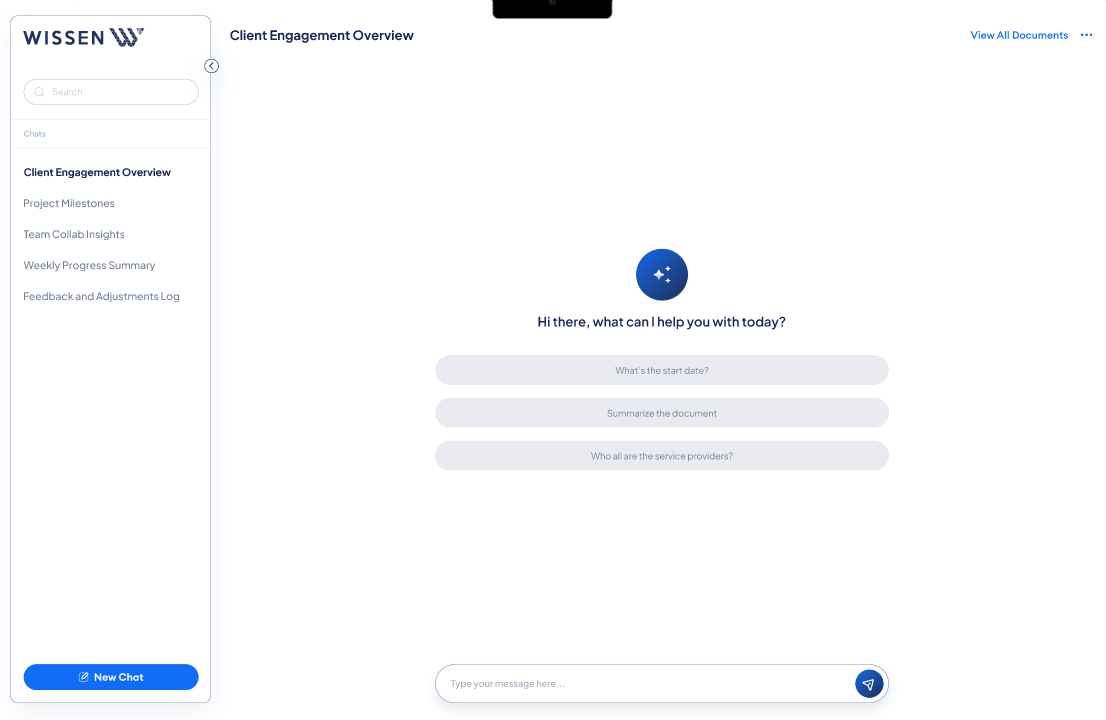 WISSEN
Search
Chats
Client Engagement Overview
Project Milestones
Team Collab Insights
Weekly Progress Summary
Feedback and Adjustments Log
New Chat
Client Engagement Overview
View All Documents
Hi there, what can I help you with today?
What's the start date?
Summarize the document
Who all are the service providers?
Type your message here...